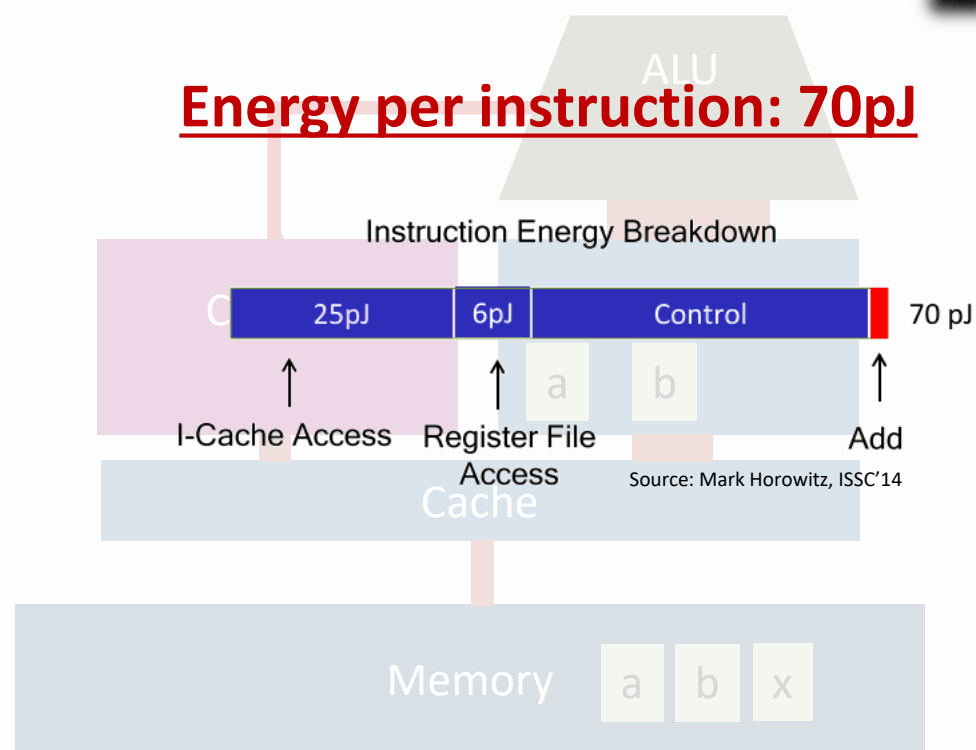 ALU
Energy per instruction: 70pJ
Instruction Energy Breakdown
25pJ 6pJ Control 70 pJ
a b
I-Cache Access Register File Access Add
Source: Mark Horowitz, ISSC’14
Cache
Memory a b x